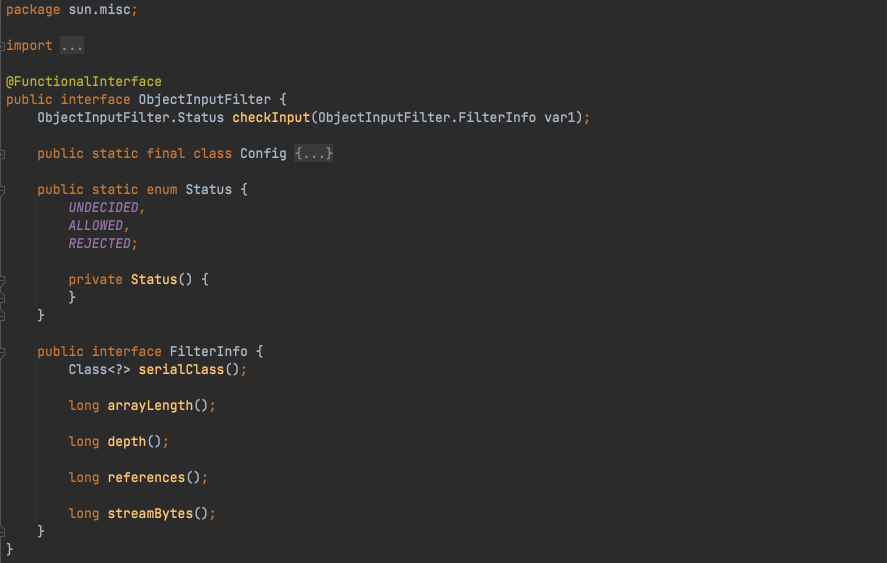 package sun.misc;
import ...
@FunctionalInterface
public interface ObjectInputFilter {
    ObjectInputFilter.Status checkInput(ObjectInputFilter.FilterInfo var1);
    public static final class Config {...}
    public static enum Status {
        UNDECIDED,
        ALLOWED,
        REJECTED;
        private Status() {
        }
    }
    public interface FilterInfo {
        Class<?> serialClass();
        long arrayLength();
        long depth();
        long references();
        long streamBytes();
    }
}